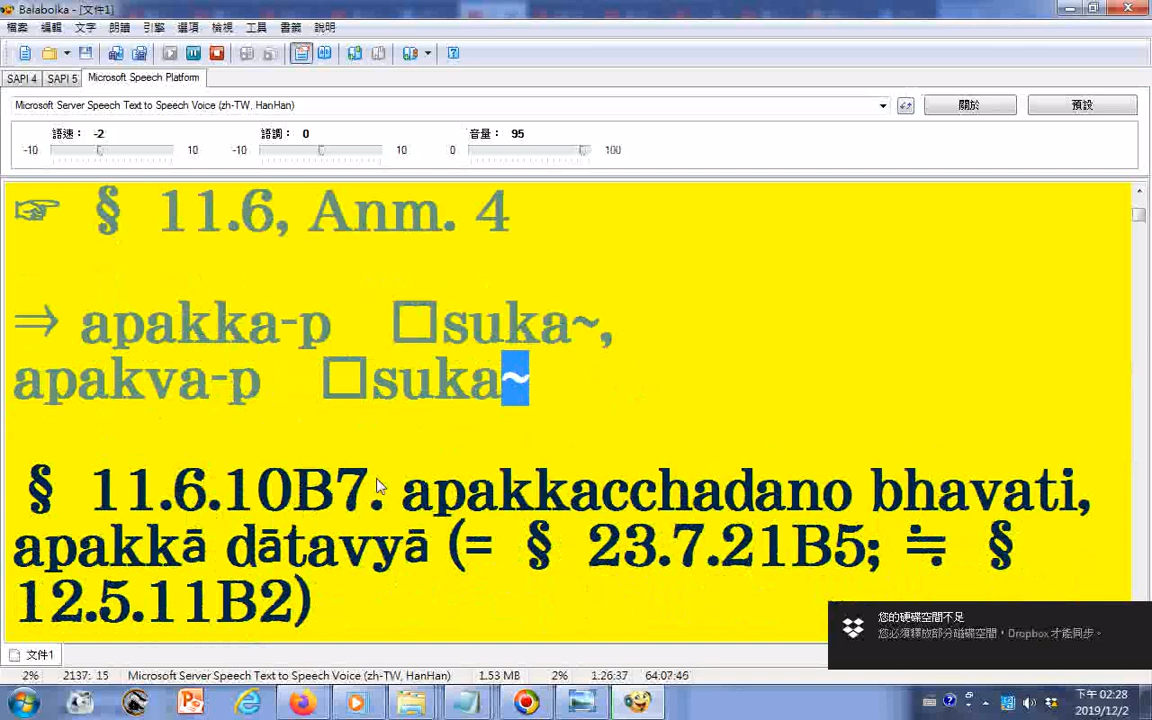 Balabolka - [文件1]
檔案 編輯 文字 朗讀 引擎 選項 檢視 工具 書籤 說明
SAPI 4 SAPI 5 Microsoft Speech Platform
Microsoft Server Speech Text to Speech Voice (zh-TW, HanHan) 關於 預設
語速： -2 語調： 0 音量： 95
-10 10 -10 10 0 100
☞ § 11.6, Anm. 4
⇒ apakka-p □suka~,
apakva-p □suka~
§ 11.6.10B7. apakkacchadano bhavati,
apakkā dātavyā (= § 23.7.21B5; ≒ §
12.5.11B2)
您的硬碟空間不足
您必須釋放部分磁碟空間，Dropbox 才能同步。
文件1
2% 2137: 15 Microsoft Server Speech Text to Speech Voice (zh-TW, HanHan) 1.53 MB 2% 1:26:37 64:07:46
下午 02:28
2019/12/2